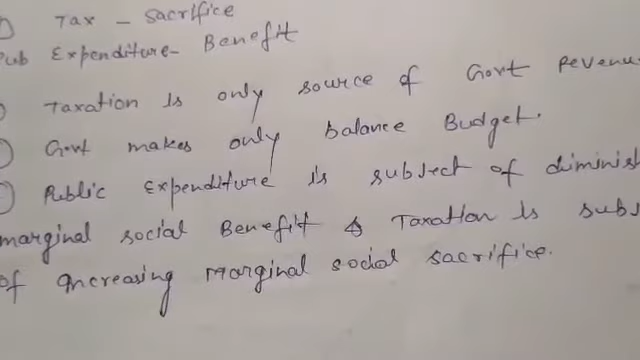 Tax - Sacrifice
Pub Expenditure- Benefit
Taxation is only source of Govt Revenu
Govt makes only balance Budget.
Public Expenditure is subject of diminish
marginal social Benefit & Taxation is subj
of increasing marginal social sacrifice.